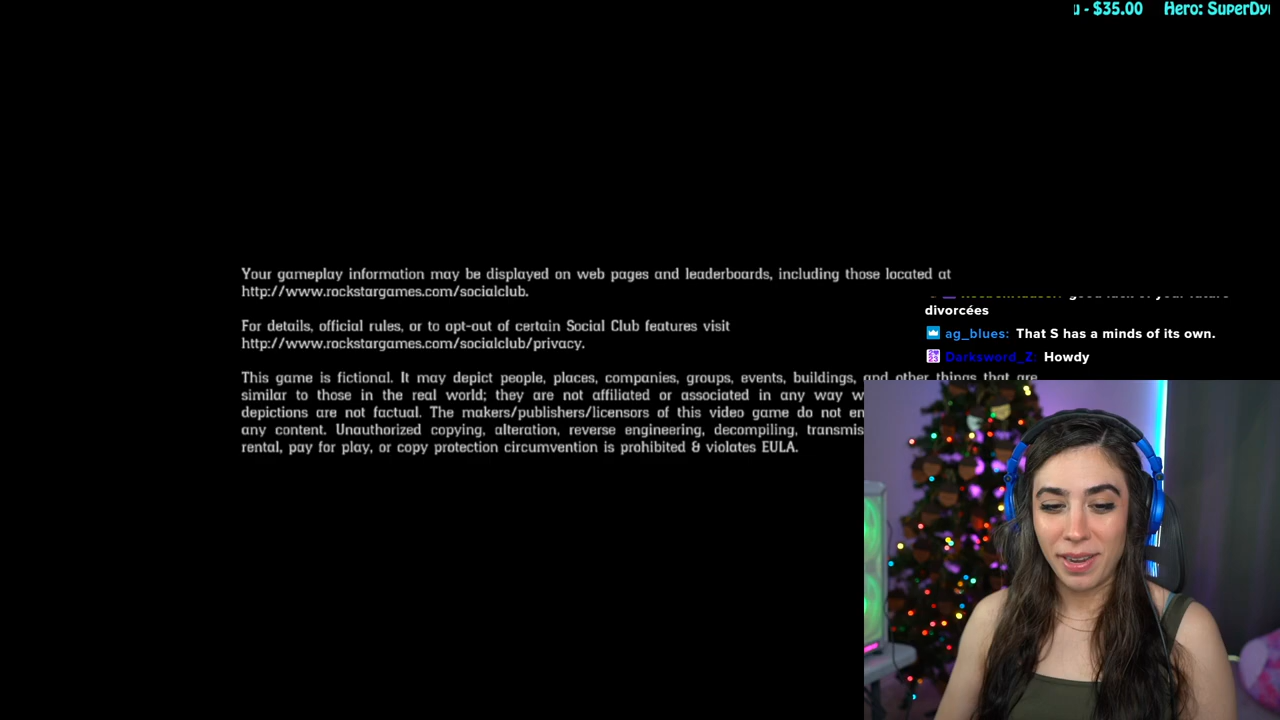 - $35.00 Hero: SuperDy
Your gameplay information may be displayed on web pages and leaderboards, including those located at
http://www.rockstargames.com/socialclub.
For details, official rules, or to opt-out of certain Social Club features visit
http://www.rockstargames.com/socialclub/privacy.
This game is fictional. It may depict people, places, companies, groups, events, buildings, and other things that are
similar to those in the real world; they are not affiliated or associated in any way
depictions are not factual. The makers/publishers/licensors of this video game do not
any content. Unauthorized copying, alteration, reverse engineering, decompiling,
rental, pay for play, or copy protection circumvention is prohibited & violates EULA.
divorcées
ag_blues: That S has a minds of its own.
Darksword_Z: Howdy